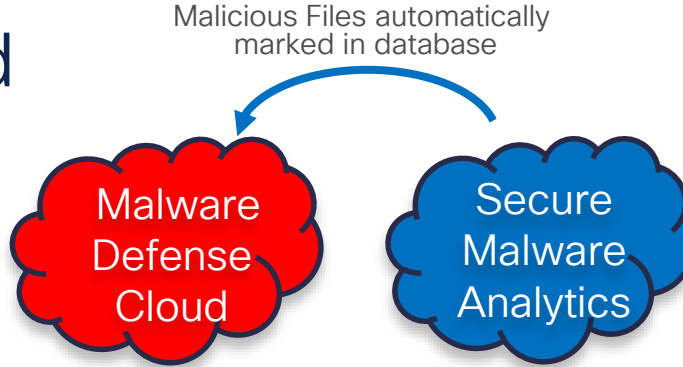 Malicious Files automatically
marked in database
Malware
Defense
Cloud
Secure
Malware
Analytics